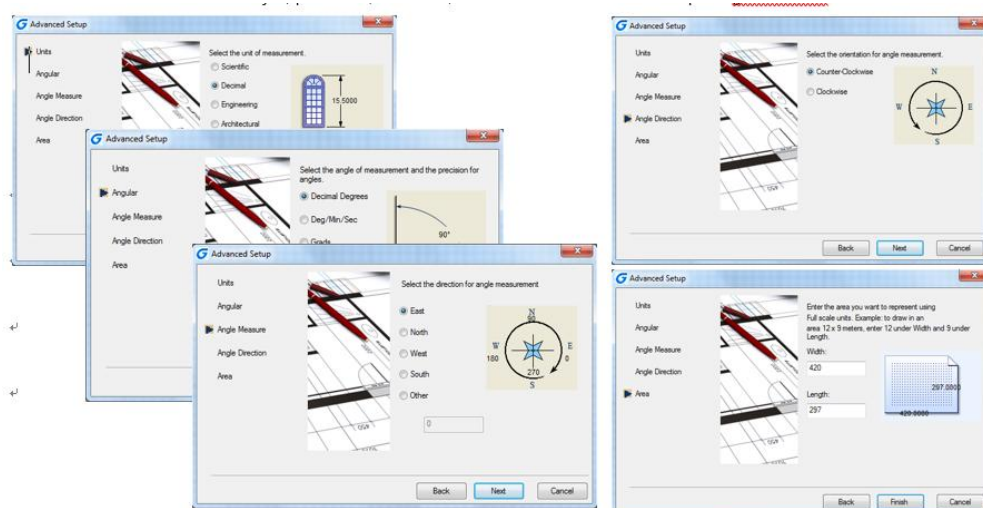 Advanced Setup
Units
Angular
Angle Measure
Angle Direction
Area
Select the unit of measurement.
Scientific
Decimal
Engineering
Architectural
15.5000
Advanced Setup
Units
Angular
Angle Measure
Angle Direction
Area
Select the angle of measurement and the precision for
angles.
Decimal Degrees
Deg/Min/Sec
Grads
90°
Advanced Setup
Units
Angular
Angle Measure
Angle Direction
Area
Select the direction for angle measurement
East
North
West
South
Other
0
N
90
W
E
180
0
270
S
Back Next Cancel
Advanced Setup
Units
Angular
Angle Measure
Angle Direction
Area
Select the orientation for angle measurement.
Counter-Clockwise
Clockwise
N
W
E
S
Back Next Cancel
Advanced Setup
Units
Angular
Angle Measure
Angle Direction
Area
Enter the area you want to represent using
Full scale units. Example: to draw in an
area 12 x 9 meters, enter 12 under Width and 9 under
Length.
Width:
420
Length:
297
297.0000
420.0000
Back Finish Cancel